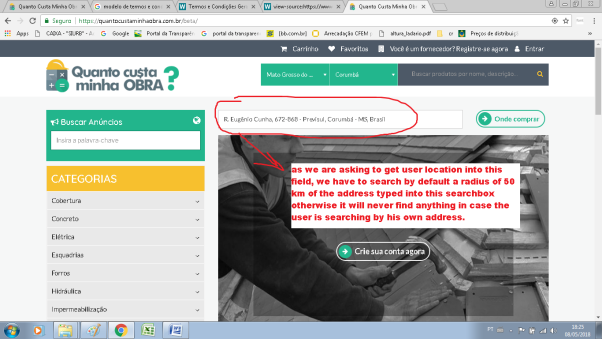 Quanto Custa Minha O
modelo de termos e con
Termos e Condições Ge
view-source:https://www
Quanto Custa Minha O
Seguro | https://quantocustaminhaobra.com.br/beta/
Apps
CAIXA - "SIURB" - A
Google
Portal da Transparê
portal da transparen
[bb.com.br]
Arrecadação CFEM
altura_ladario.pdf
or
Preços de distribuiç
Carrinho
Favoritos
Você é um fornecedor? Registre-se agora
Entrar
Quanto custa
minha OBRA?
Mato Grosso do ...
Corumbá
Buscar produtos por nome, descrição...
Buscar Anúncios
Insira a palavra-chave
R. Eugênio Cunha, 672-868 - Previsul, Corumbá - MS, Brasil
Onde comprar
as we are asking to get user location into this
field, we have to search by default a radius of 50
km of the address typed into this searchbox
otherwise it will never find anything in case the
user is searching by his own address.
CATEGORIAS
Cobertura
Concreto
Elétrica
Esquadrias
Forros
Hidráulica
Impermeabilização
Crie sua conta agora
PT
18:25
08/05/2018